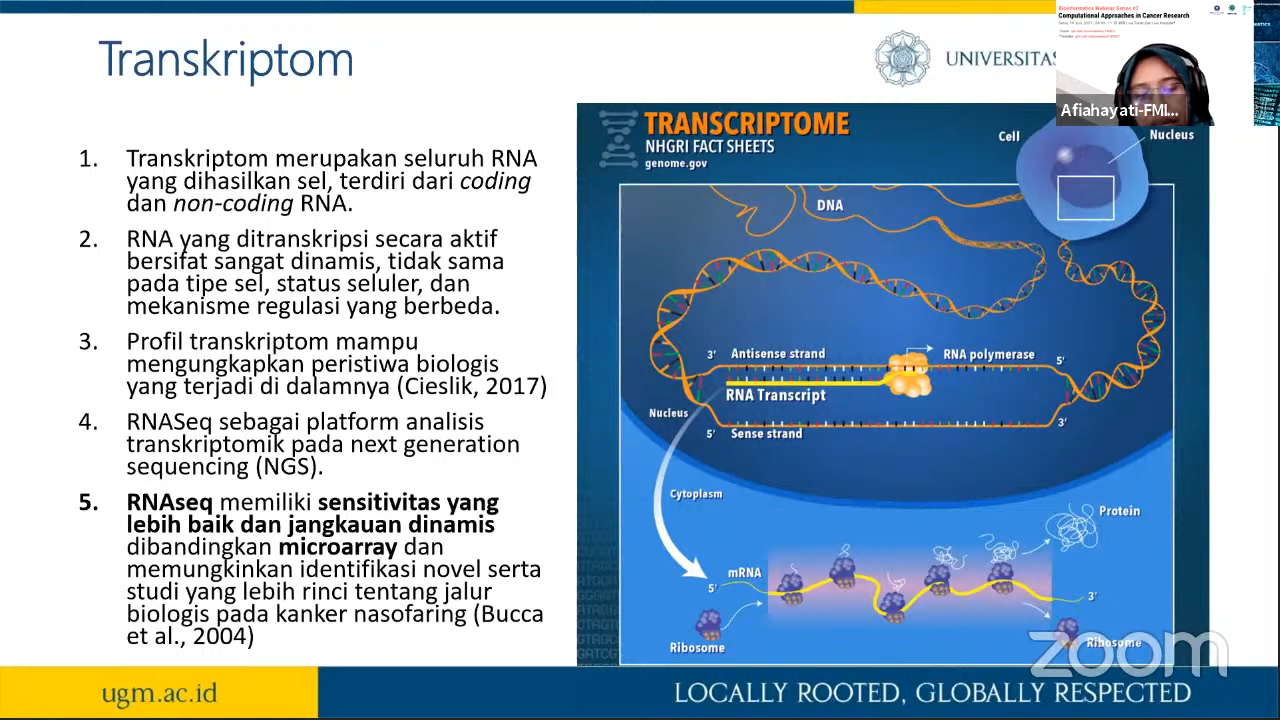 Transkriptom
UNIVERSITAS
Bioinformatics Webinar Series #2
Computational Approaches in Cancer Research
Afiahayati-FMI...
1. Transkriptom merupakan seluruh RNA
yang dihasilkan sel, terdiri dari coding
dan non-coding RNA.
2. RNA yang ditranskripsi secara aktif
bersifat sangat dinamis, tidak sama
pada tipe sel, status seluler, dan
mekanisme regulasi yang berbeda.
3. Profil transkriptom mampu
mengungkapkan peristiwa biologis
yang terjadi di dalamnya (Cieslik, 2017)
4. RNASeq sebagai platform analisis
transkriptomik pada next generation
sequencing (NGS).
5. RNAseq memiliki sensitivitas yang
lebih baik dan jangkauan dinamis
dibandingkan microarray dan
memungkinkan identifikasi novel serta
studi yang lebih rinci tentang jalur
biologis pada kanker nasofaring (Bucca
et al., 2004)
TRANSCRIPTOME
NHGRI FACT SHEETS
genome.gov
Cell
Nucleus
DNA
3'
Antisense strand
RNA polymerase
5'
RNA Transcript
Nucleus
5'
Sense strand
3'
Cytoplasm
Protein
mRNA
5'
3'
Ribosome
Ribosome
zoom
ugm.ac.id
LOCALLY ROOTED, GLOBALLY RESPECTED